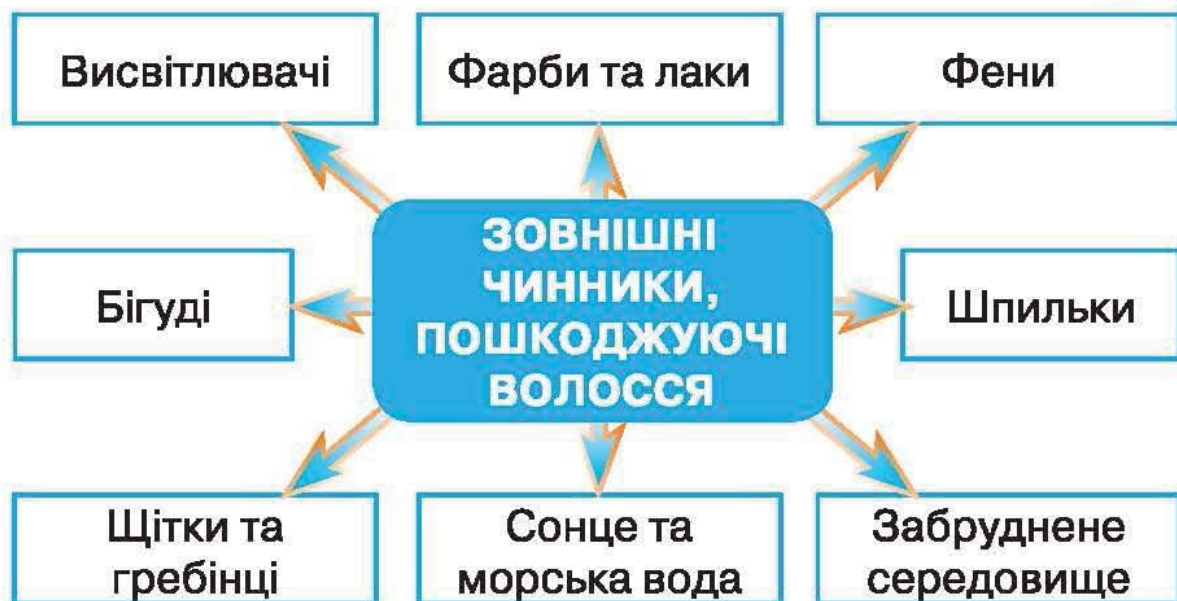 Висвітлювачі
Фарби та лаки
Фени
ЗОВНІШНІ
ЧИННИКИ,
ПОШКОДЖУЮЧІ
ВОЛОССЯ
Бігуді
Шпильки
Щітки та
гребінці
Сонце та
морська вода
Забруднене
середовище